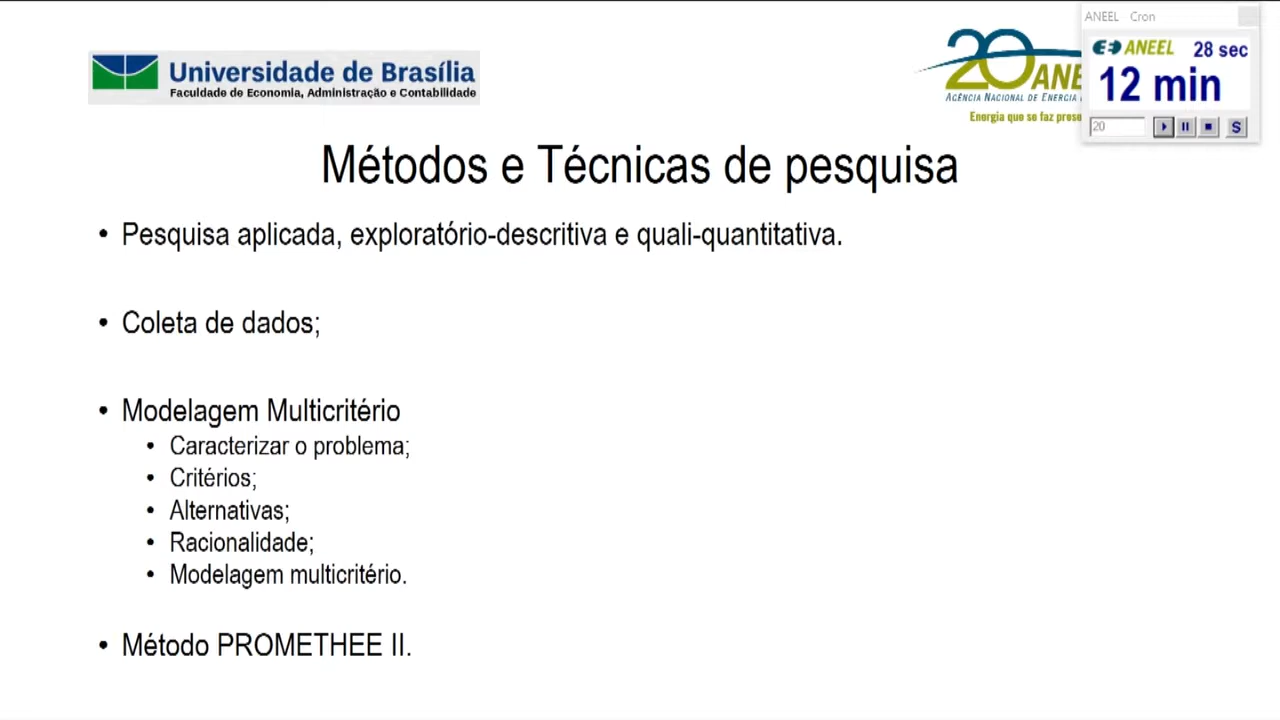 ANEEL Cron
Universidade de Brasília
Faculdade de Economia, Administração e Contabilidade
20 ANE
AGÊNCIA NACIONAL DE ENERGIA
Energia que se faz
ANEEL 28 sec
12 min
20
S
Métodos e Técnicas de pesquisa
• Pesquisa aplicada, exploratório-descritiva e quali-quantitativa.
• Coleta de dados;
• Modelagem Multicritério
• Caracterizar o problema;
• Critérios;
• Alternativas;
• Racionalidade;
• Modelagem multicritério.
• Método PROMETHEE II.